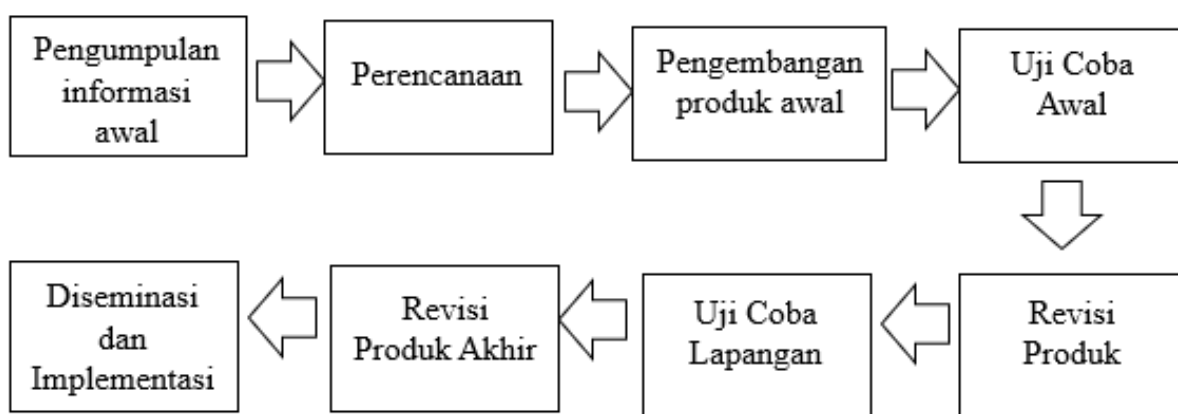 Pengumpulan
informasi
awal
Perencanaan
Pengembangan
produk awal
Uji Coba
Awal
Revisi
Produk
Uji Coba
Lapangan
Revisi
Produk Akhir
Diseminasi
dan
Implementasi